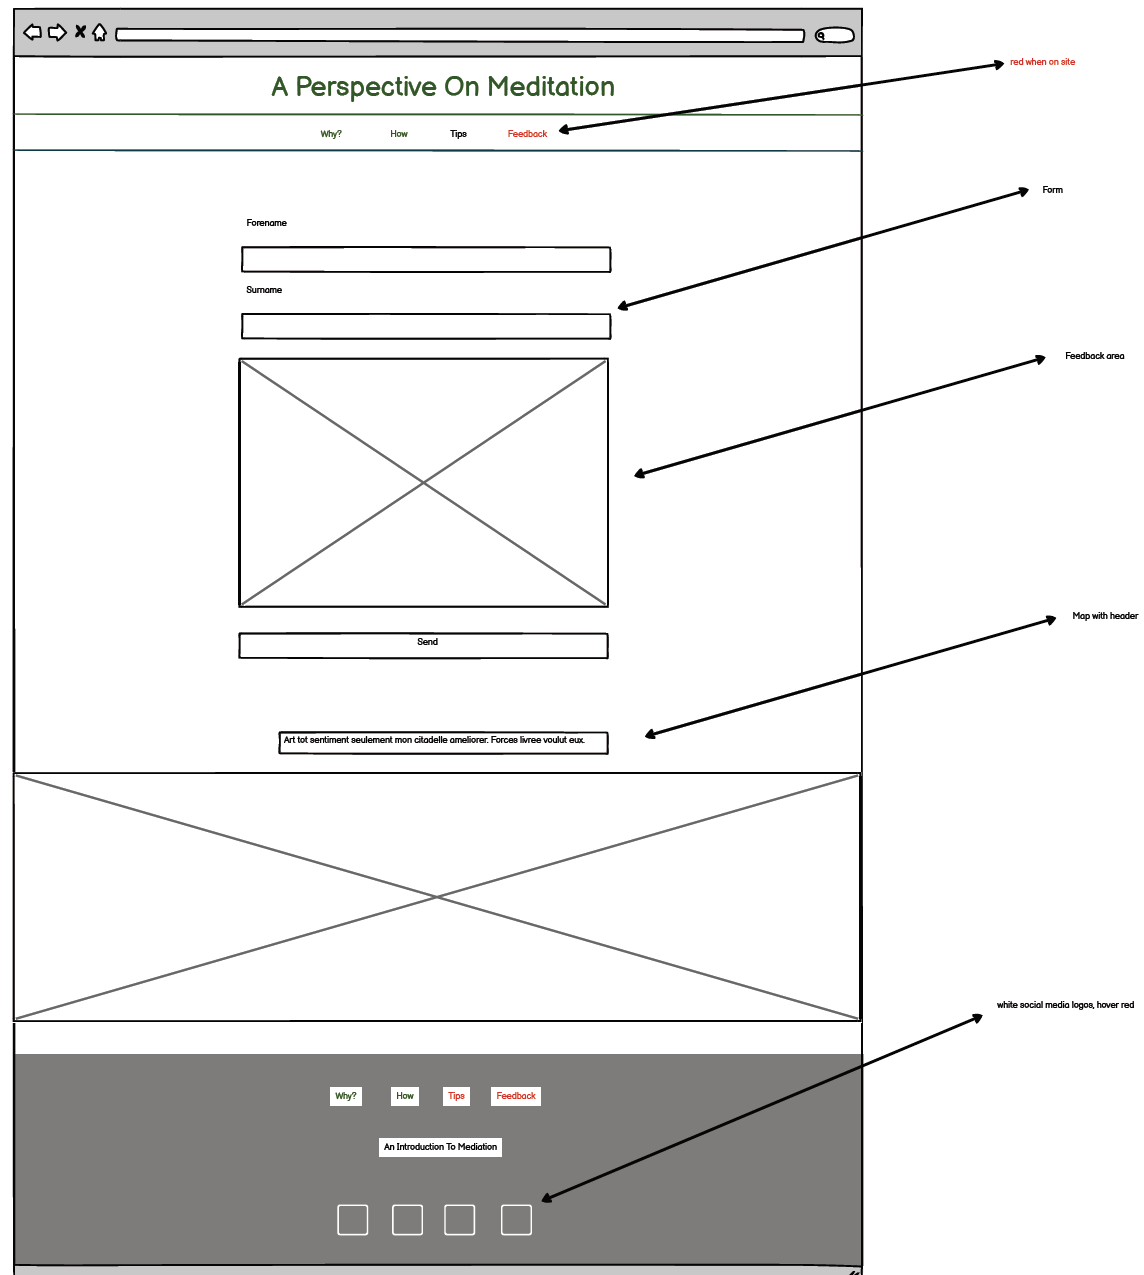 A Perspective On Meditation
red when on site
Why? How Tips Feedback
Form
Forename
Surname
Feedback area
Map with header
Send
Art tot sentiment seulement mon citadelle ameliorer. Forces livree voulut eux.
white social media logos, hover red
Why? How Tips Feedback
An Introduction To Mediation